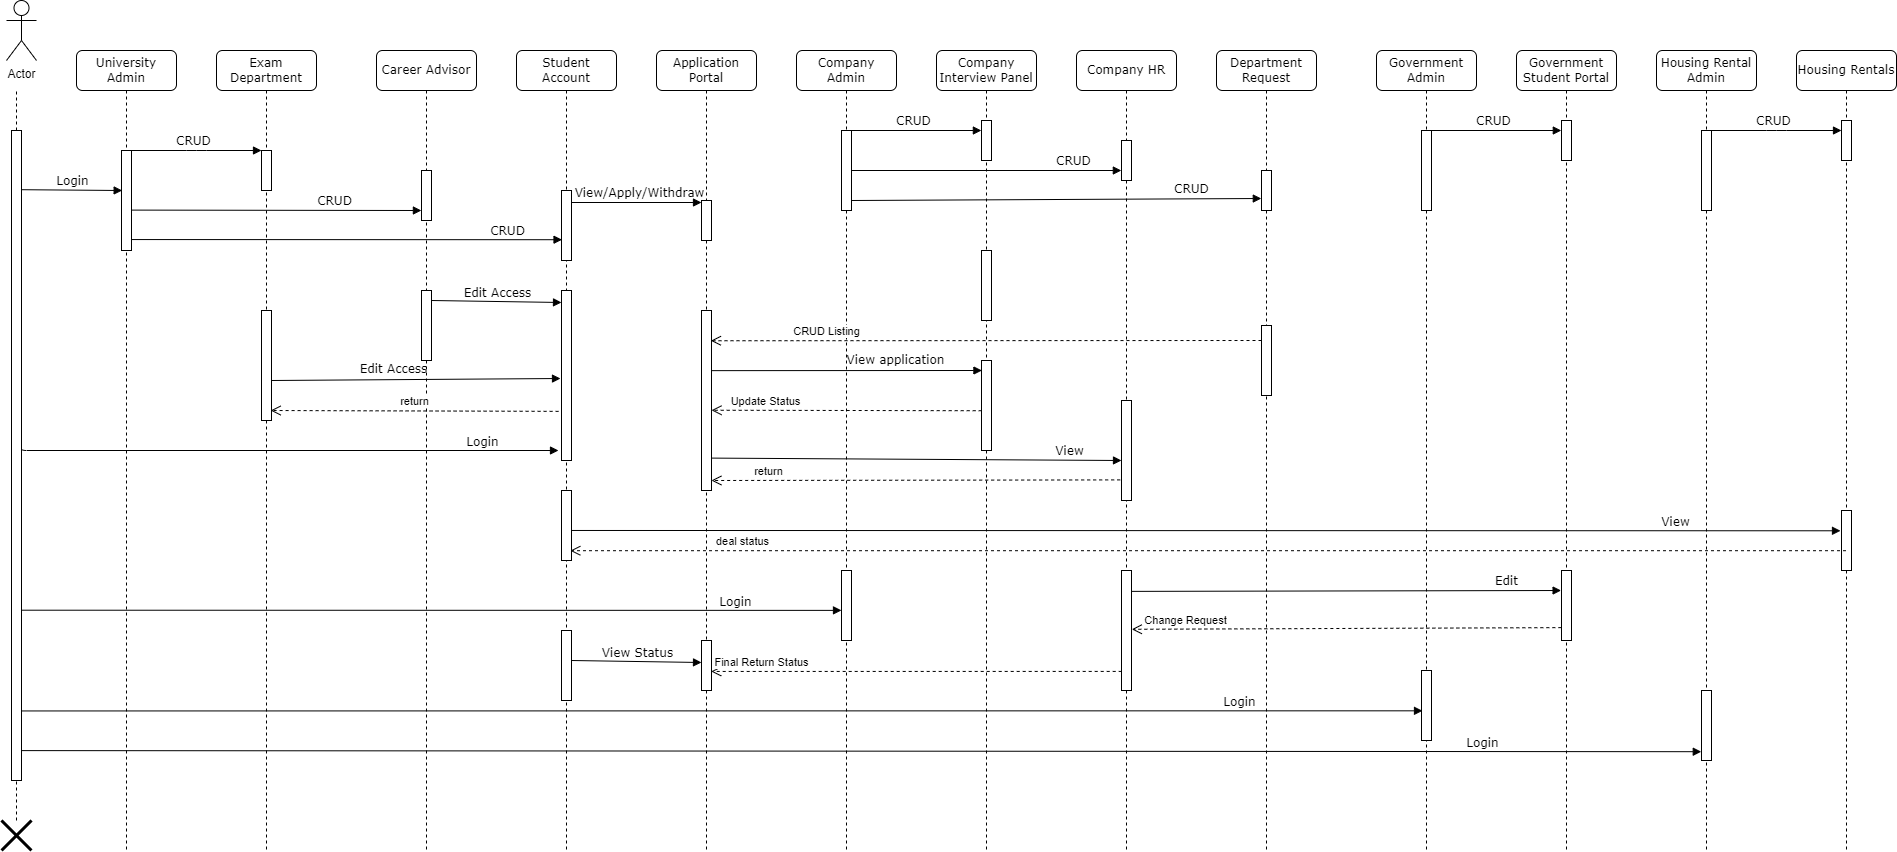 Actor
University
Admin
Exam
Department
Career Advisor
Student
Account
Application
Portal
Company
Admin
Company
Interview Panel
Company HR
Department
Request
Government
Admin
Government
Student Portal
Housing Rental
Admin
Housing Rentals
CRUD
CRUD
CRUD
CRUD
CRUD
Login
CRUD
View/Apply/Withdraw
CRUD
CRUD
CRUD
Edit Access
CRUD Listing
View application
Edit Access
return
Update Status
Login
View
return
View
deal status
Edit
Login
Change Request
View Status
Final Return Status
Login
Login